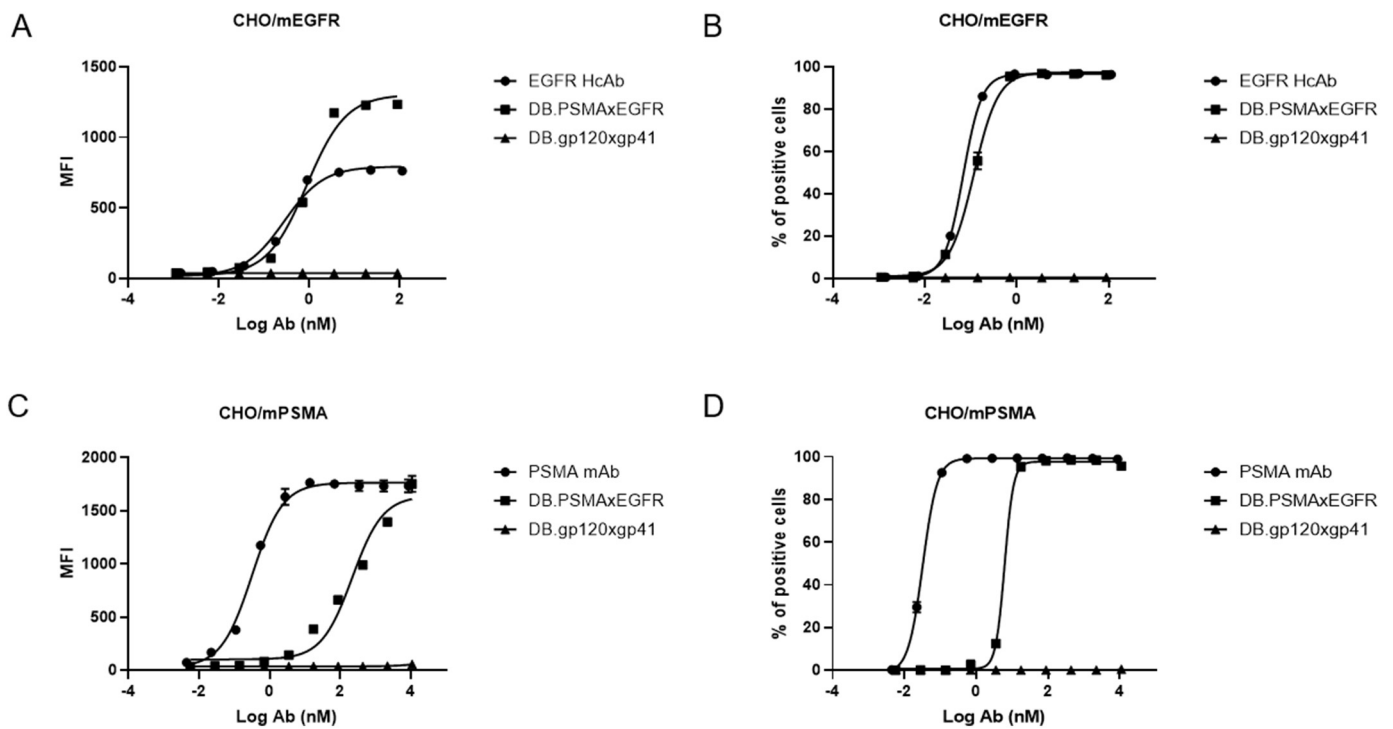 A
CHO/mEGFR
MFI
1500
1000
500
0
-4
-2
0
2
4
Log Ab (nM)
EGFR HcAb
DB.PSMAxEGFR
DB.gp120xgp41
B
CHO/mEGFR
% of positive cells
100
80
60
40
20
0
-4
-2
0
2
Log Ab (nM)
EGFR HcAb
DB.PSMAxEGFR
DB.gp120xgp41
C
CHO/mPSMA
MFI
2000
1500
1000
500
0
-4
-2
0
2
4
Log Ab (nM)
PSMA mAb
DB.PSMAxEGFR
DB.gp120xgp41
D
CHO/mPSMA
% of positive cells
100
80
60
40
20
0
-4
-2
0
2
4
Log Ab (nM)
PSMA mAb
DB.PSMAxEGFR
DB.gp120xgp41